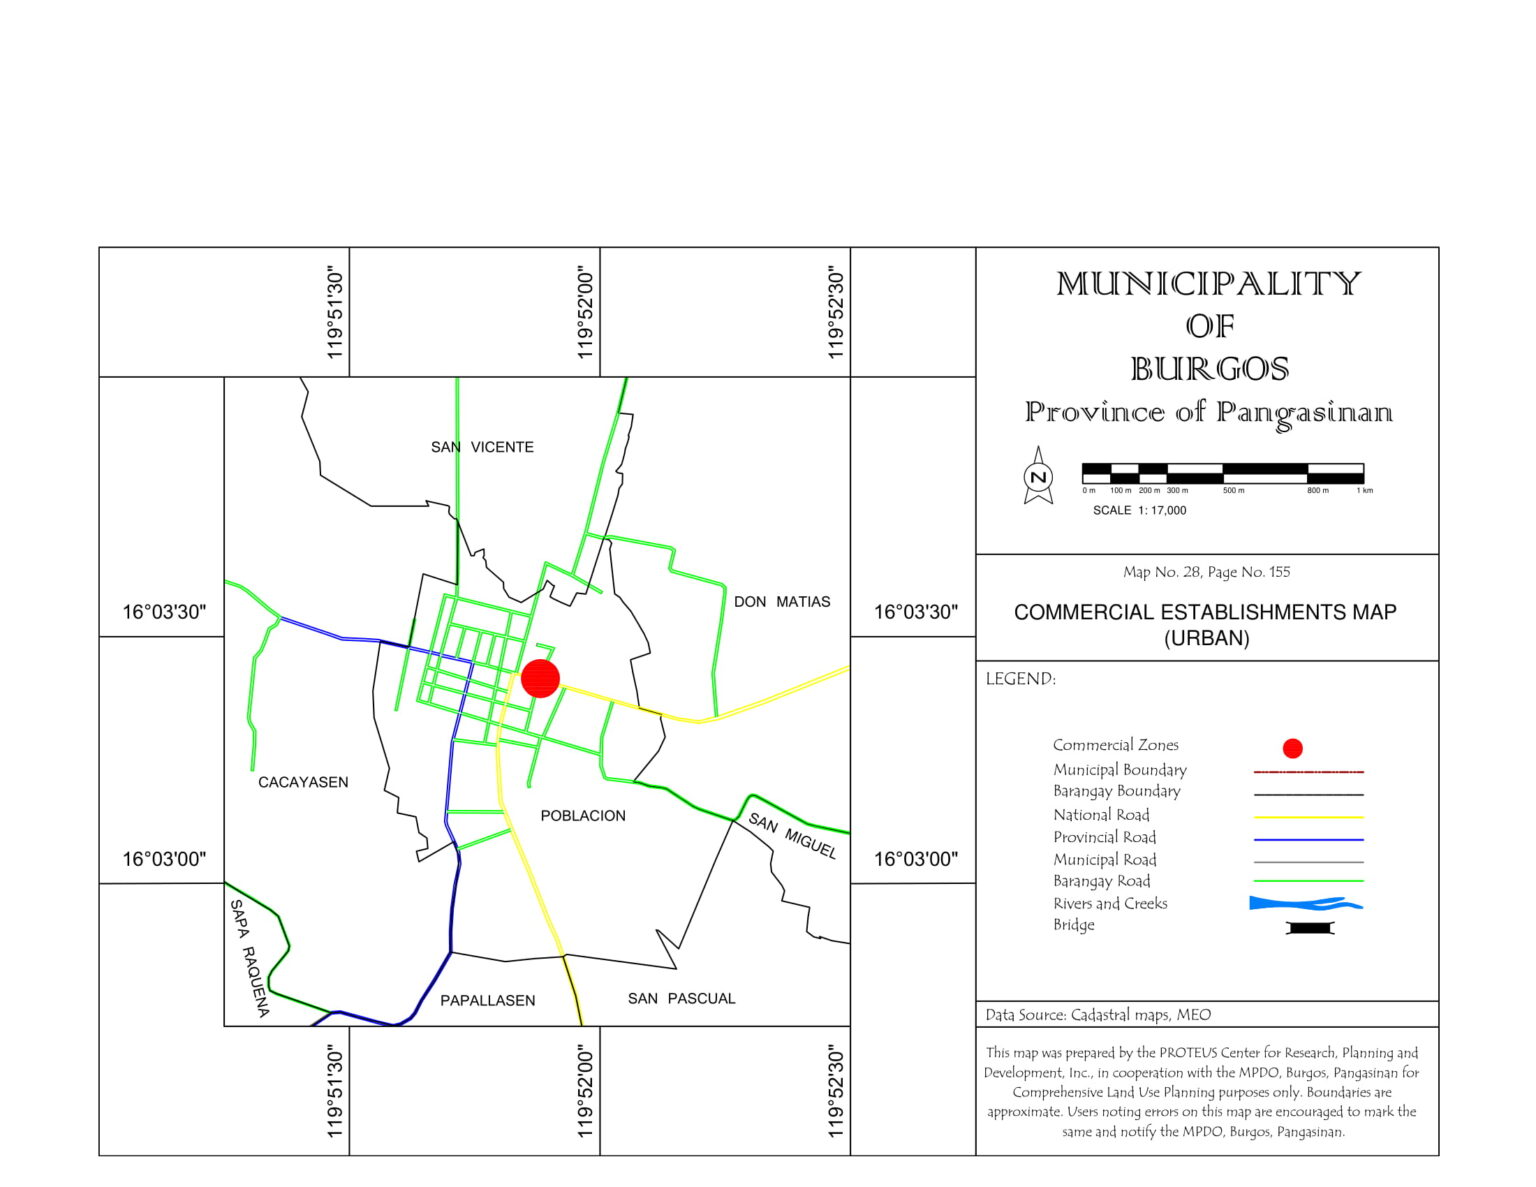 119°51'30"
119°52'00"
119°52'30"
MUNICIPALITY
OF
BURGOS
Province of Pangasinan
N
0 m 100 m 200 m 300 m 500 m 800 m 1 km
SCALE 1: 17,000
Map No. 28, Page No. 155
COMMERCIAL ESTABLISHMENTS MAP
(URBAN)
LEGEND:
Commercial Zones
Municipal Boundary
Barangay Boundary
National Road
Provincial Road
Municipal Road
Barangay Road
Rivers and Creeks
Bridge
Data Source: Cadastral maps, MEO
This map was prepared by the PROTEUS Center for Research, Planning and
Development, Inc., in cooperation with the MPDO, Burgos, Pangasinan for
Comprehensive Land Use Planning purposes only. Boundaries are
approximate. Users noting errors on this map are encouraged to mark the
same and notify the MPDO, Burgos, Pangasinan.
SAN VICENTE
DON MATIAS
16°03'30"
16°03'30"
CACAYASEN
POBLACION
SAN MIGUEL
16°03'00"
16°03'00"
SAPA RAQUENA
PAPALLASEN
SAN PASCUAL
119°51'30"
119°52'00"
119°52'30"